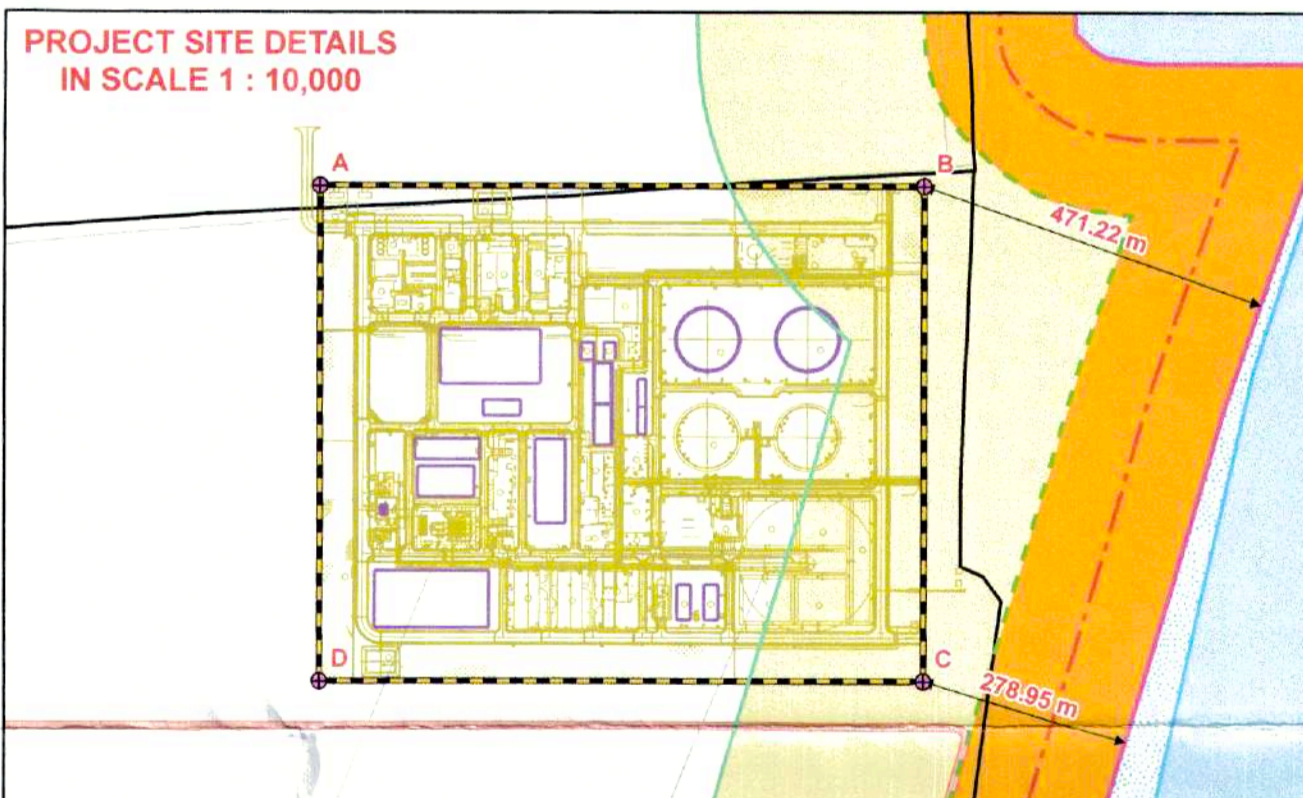 PROJECT SITE DETAILS
IN SCALE 1 : 10,000
A
B
471.22 m
D
C
278.95 m